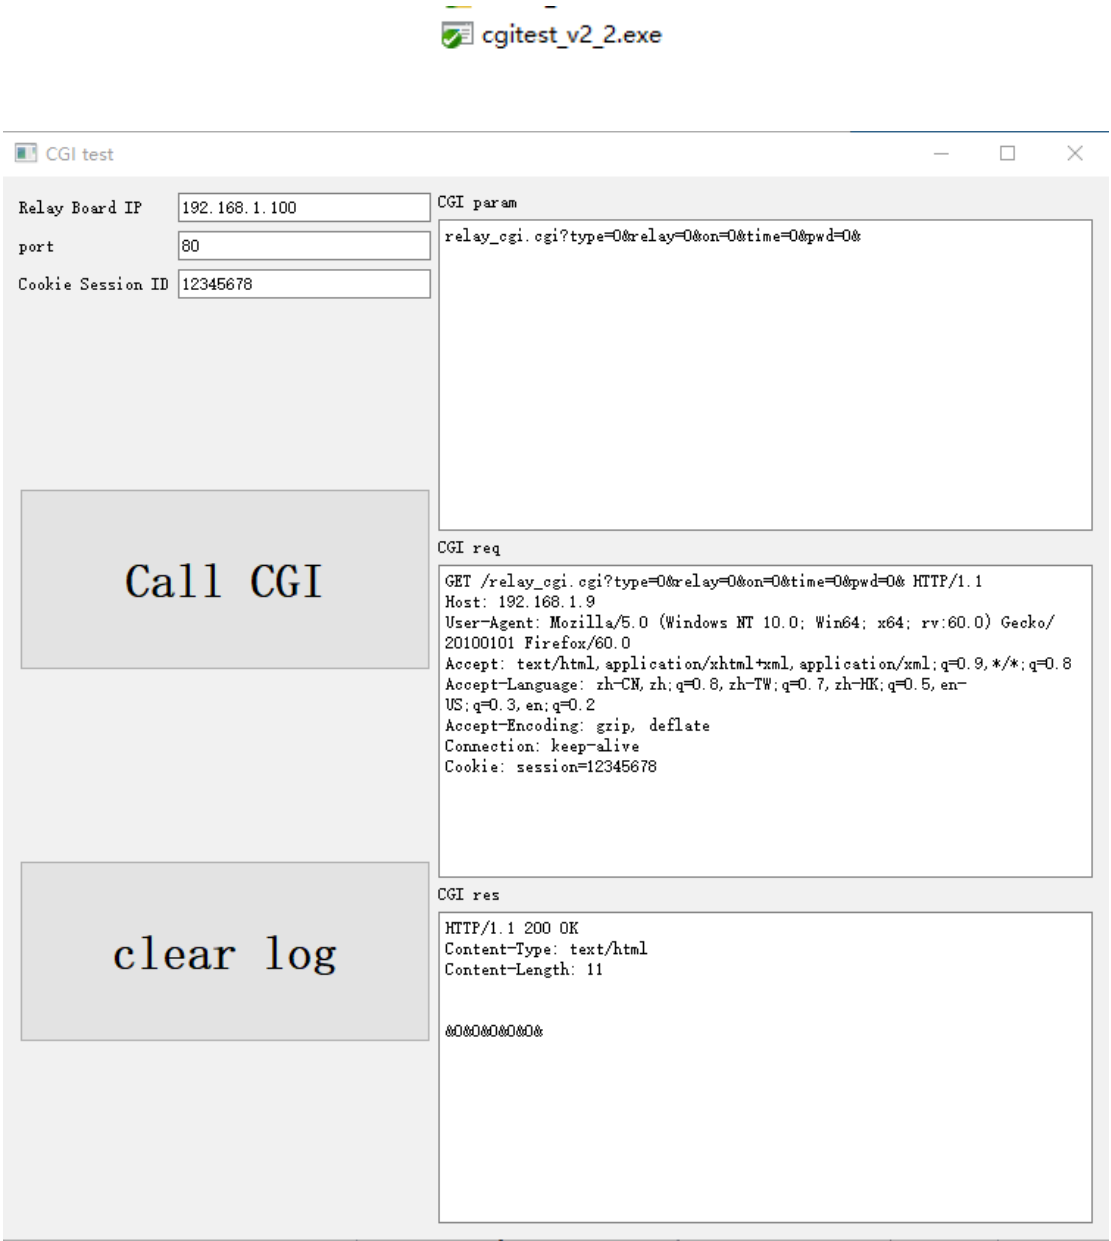 cgitest_v2_2.exe
CGI test
Relay Board IP
192.168.1.100
port
80
Cookie Session ID
12345678
Call CGI
clear log
CGI param
relay_cgi.cgi?type=0&relay=0&on=0&time=0&pwd=0&
CGI req
GET /relay_cgi.cgi?type=0&relay=0&on=0&time=0&pwd=0& HTTP/1.1
Host: 192.168.1.9
User-Agent: Mozilla/5.0 (Windows NT 10.0; Win64; x64; rv:60.0) Gecko/
20100101 Firefox/60.0
Accept: text/html,application/xhtml+xml,application/xml;q=0.9,*/*;q=0.8
Accept-Language: zh-CN,zh;q=0.8,zh-TW;q=0.7,zh-HK;q=0.5,en-
US;q=0.3,en;q=0.2
Accept-Encoding: gzip, deflate
Connection: keep-alive
Cookie: session=12345678
CGI res
HTTP/1.1 200 OK
Content-Type: text/html
Content-Length: 11
&0&0&0&0&0&